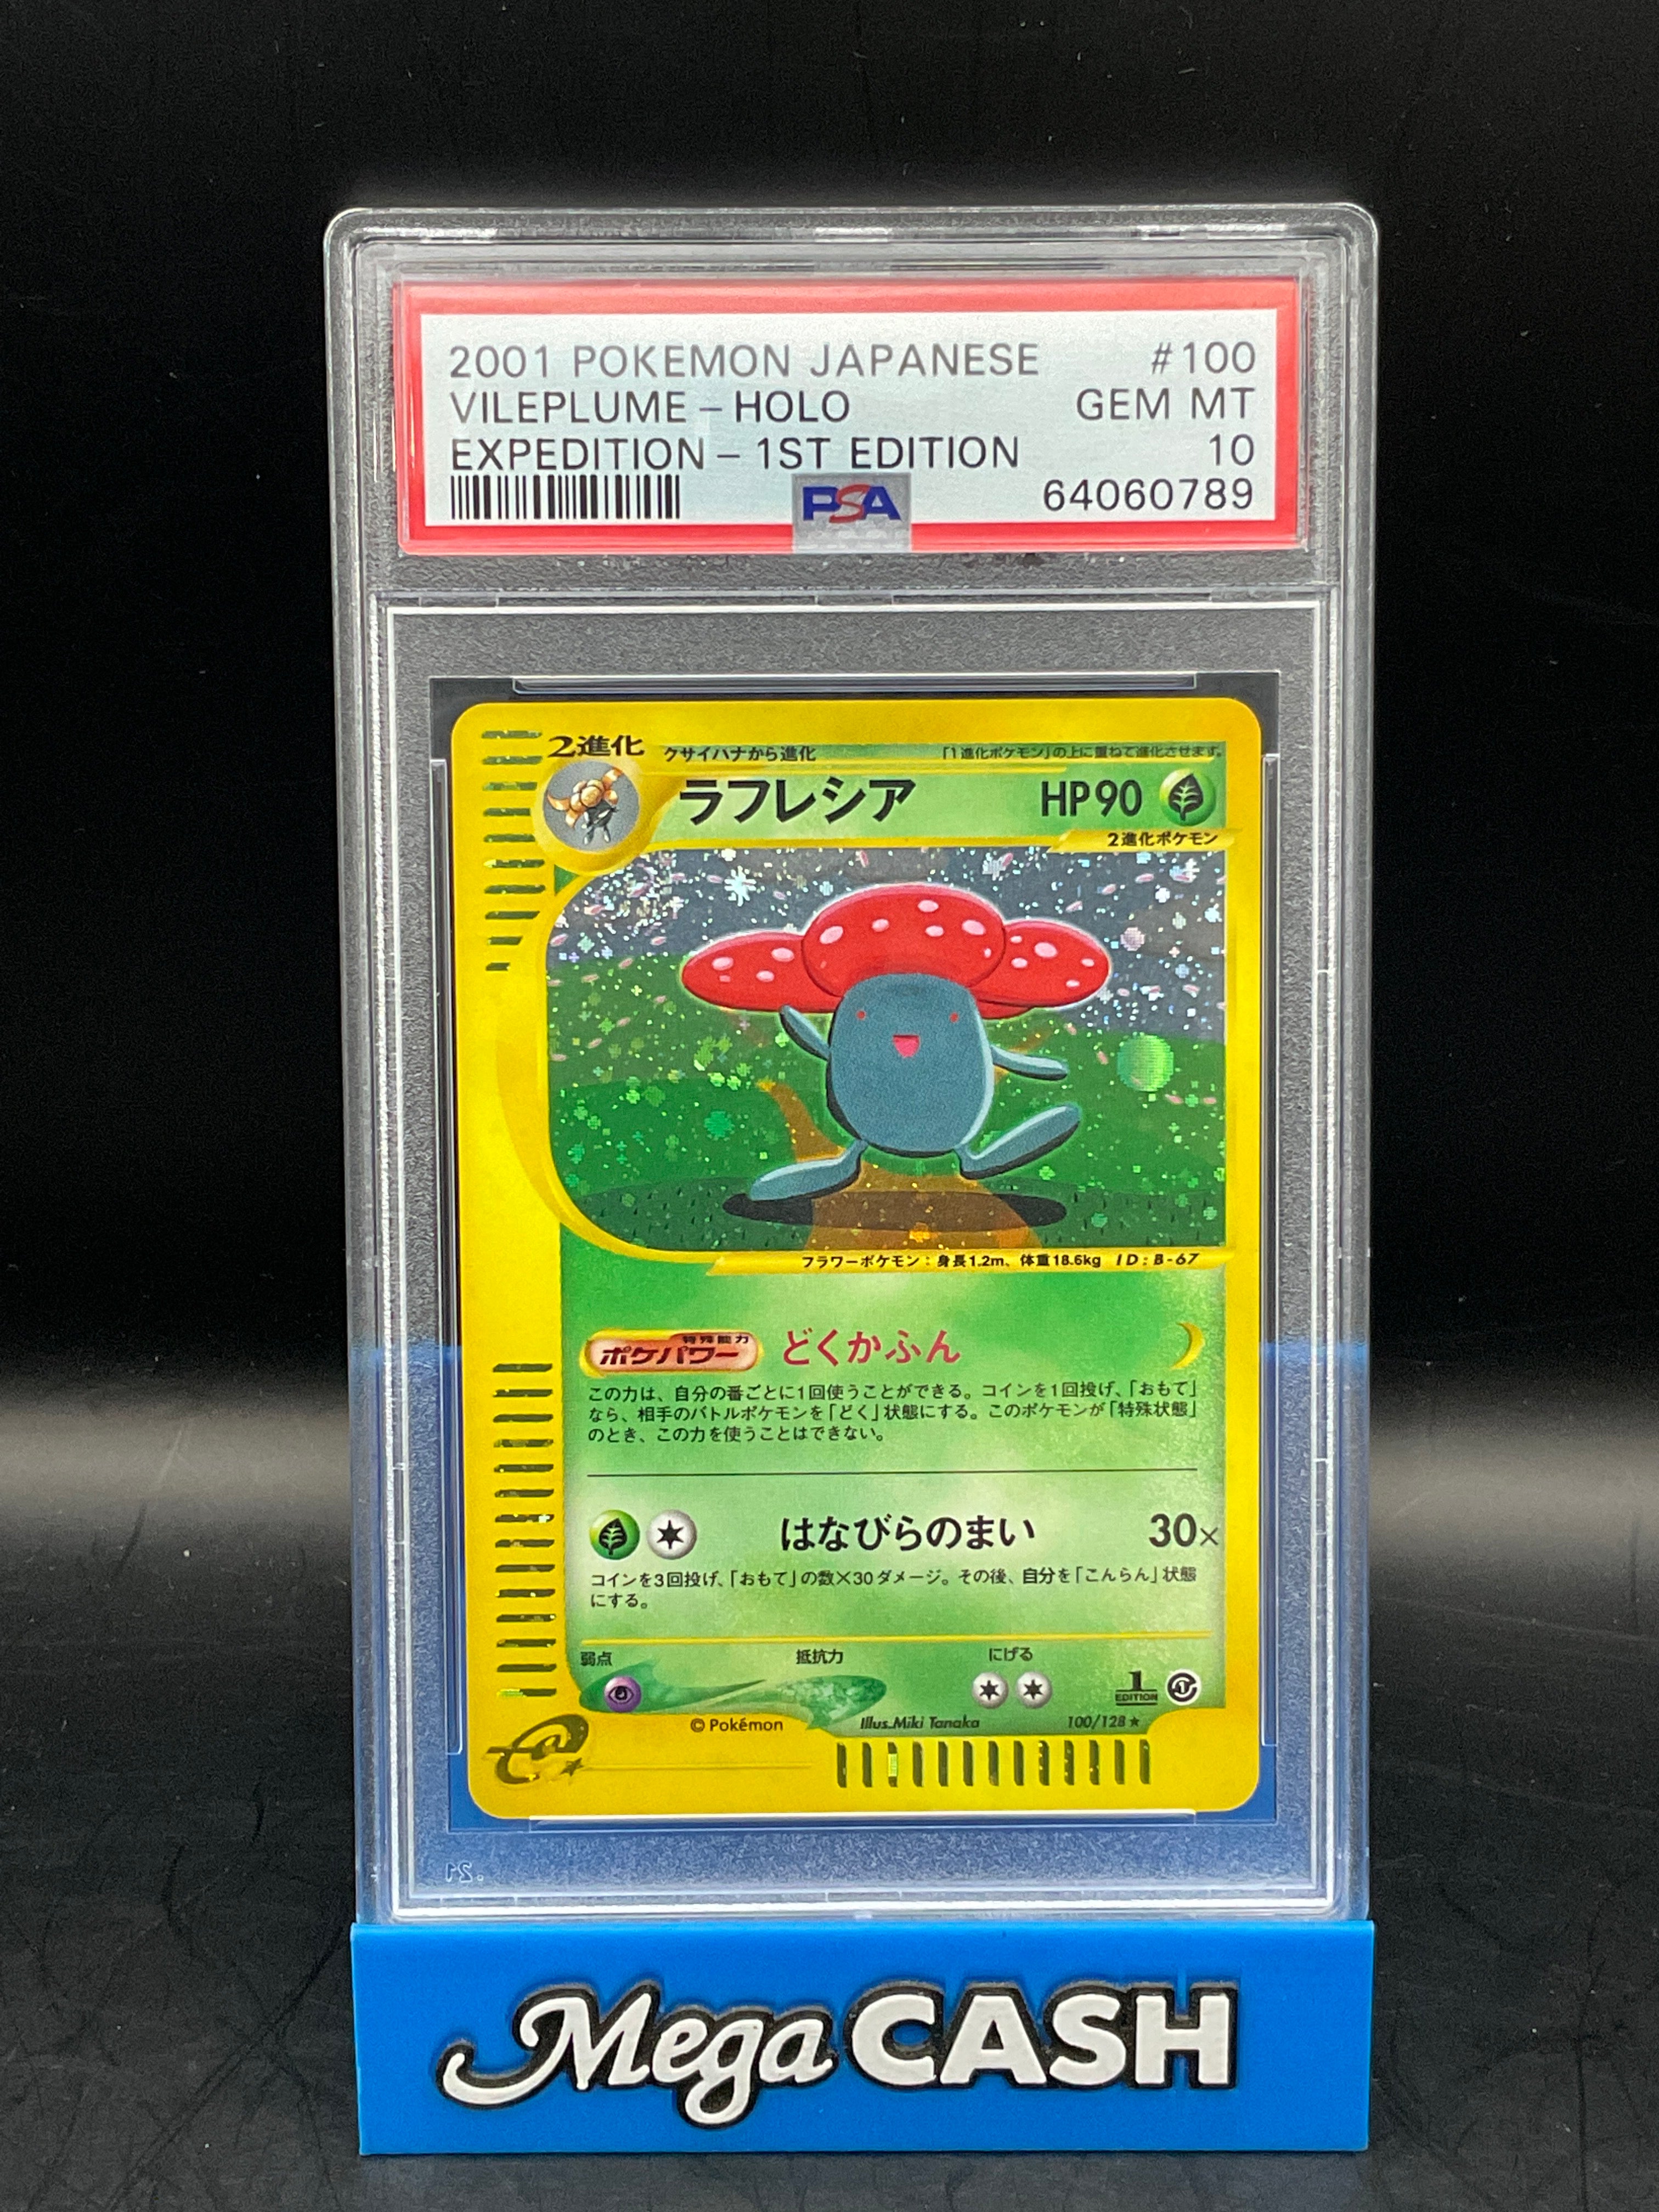 2001 POKEMON JAPANESE #100
VILEPLUME - HOLO GEM MT
EXPEDITION - 1ST EDITION 10
PSA 64060789
2進化 クサイハナから進化 「1進化ポケモン」の上に重ねて進化させます。
ラフレシア HP90
2進化ポケモン
フラワーポケモン：身長1.2m、体重18.6kg ID:B-67
特殊能力
ポケパワー どくかふん
この力は、自分の番ごとに1回使うことができる。コインを1回投げ、「おもて」
なら、相手のバトルポケモンを「どく」状態にする。このポケモンが「特殊状態」
のとき、この力を使うことはできない。
はなびらのまい 30×
コインを3回投げ、「おもて」の数×30ダメージ。その後、自分を「こんらん」状態
にする。
弱点 抵抗力 にげる
1 EDITION
© Pokémon Illus.Miki Tanaka 100/128★
e
Mega CASH